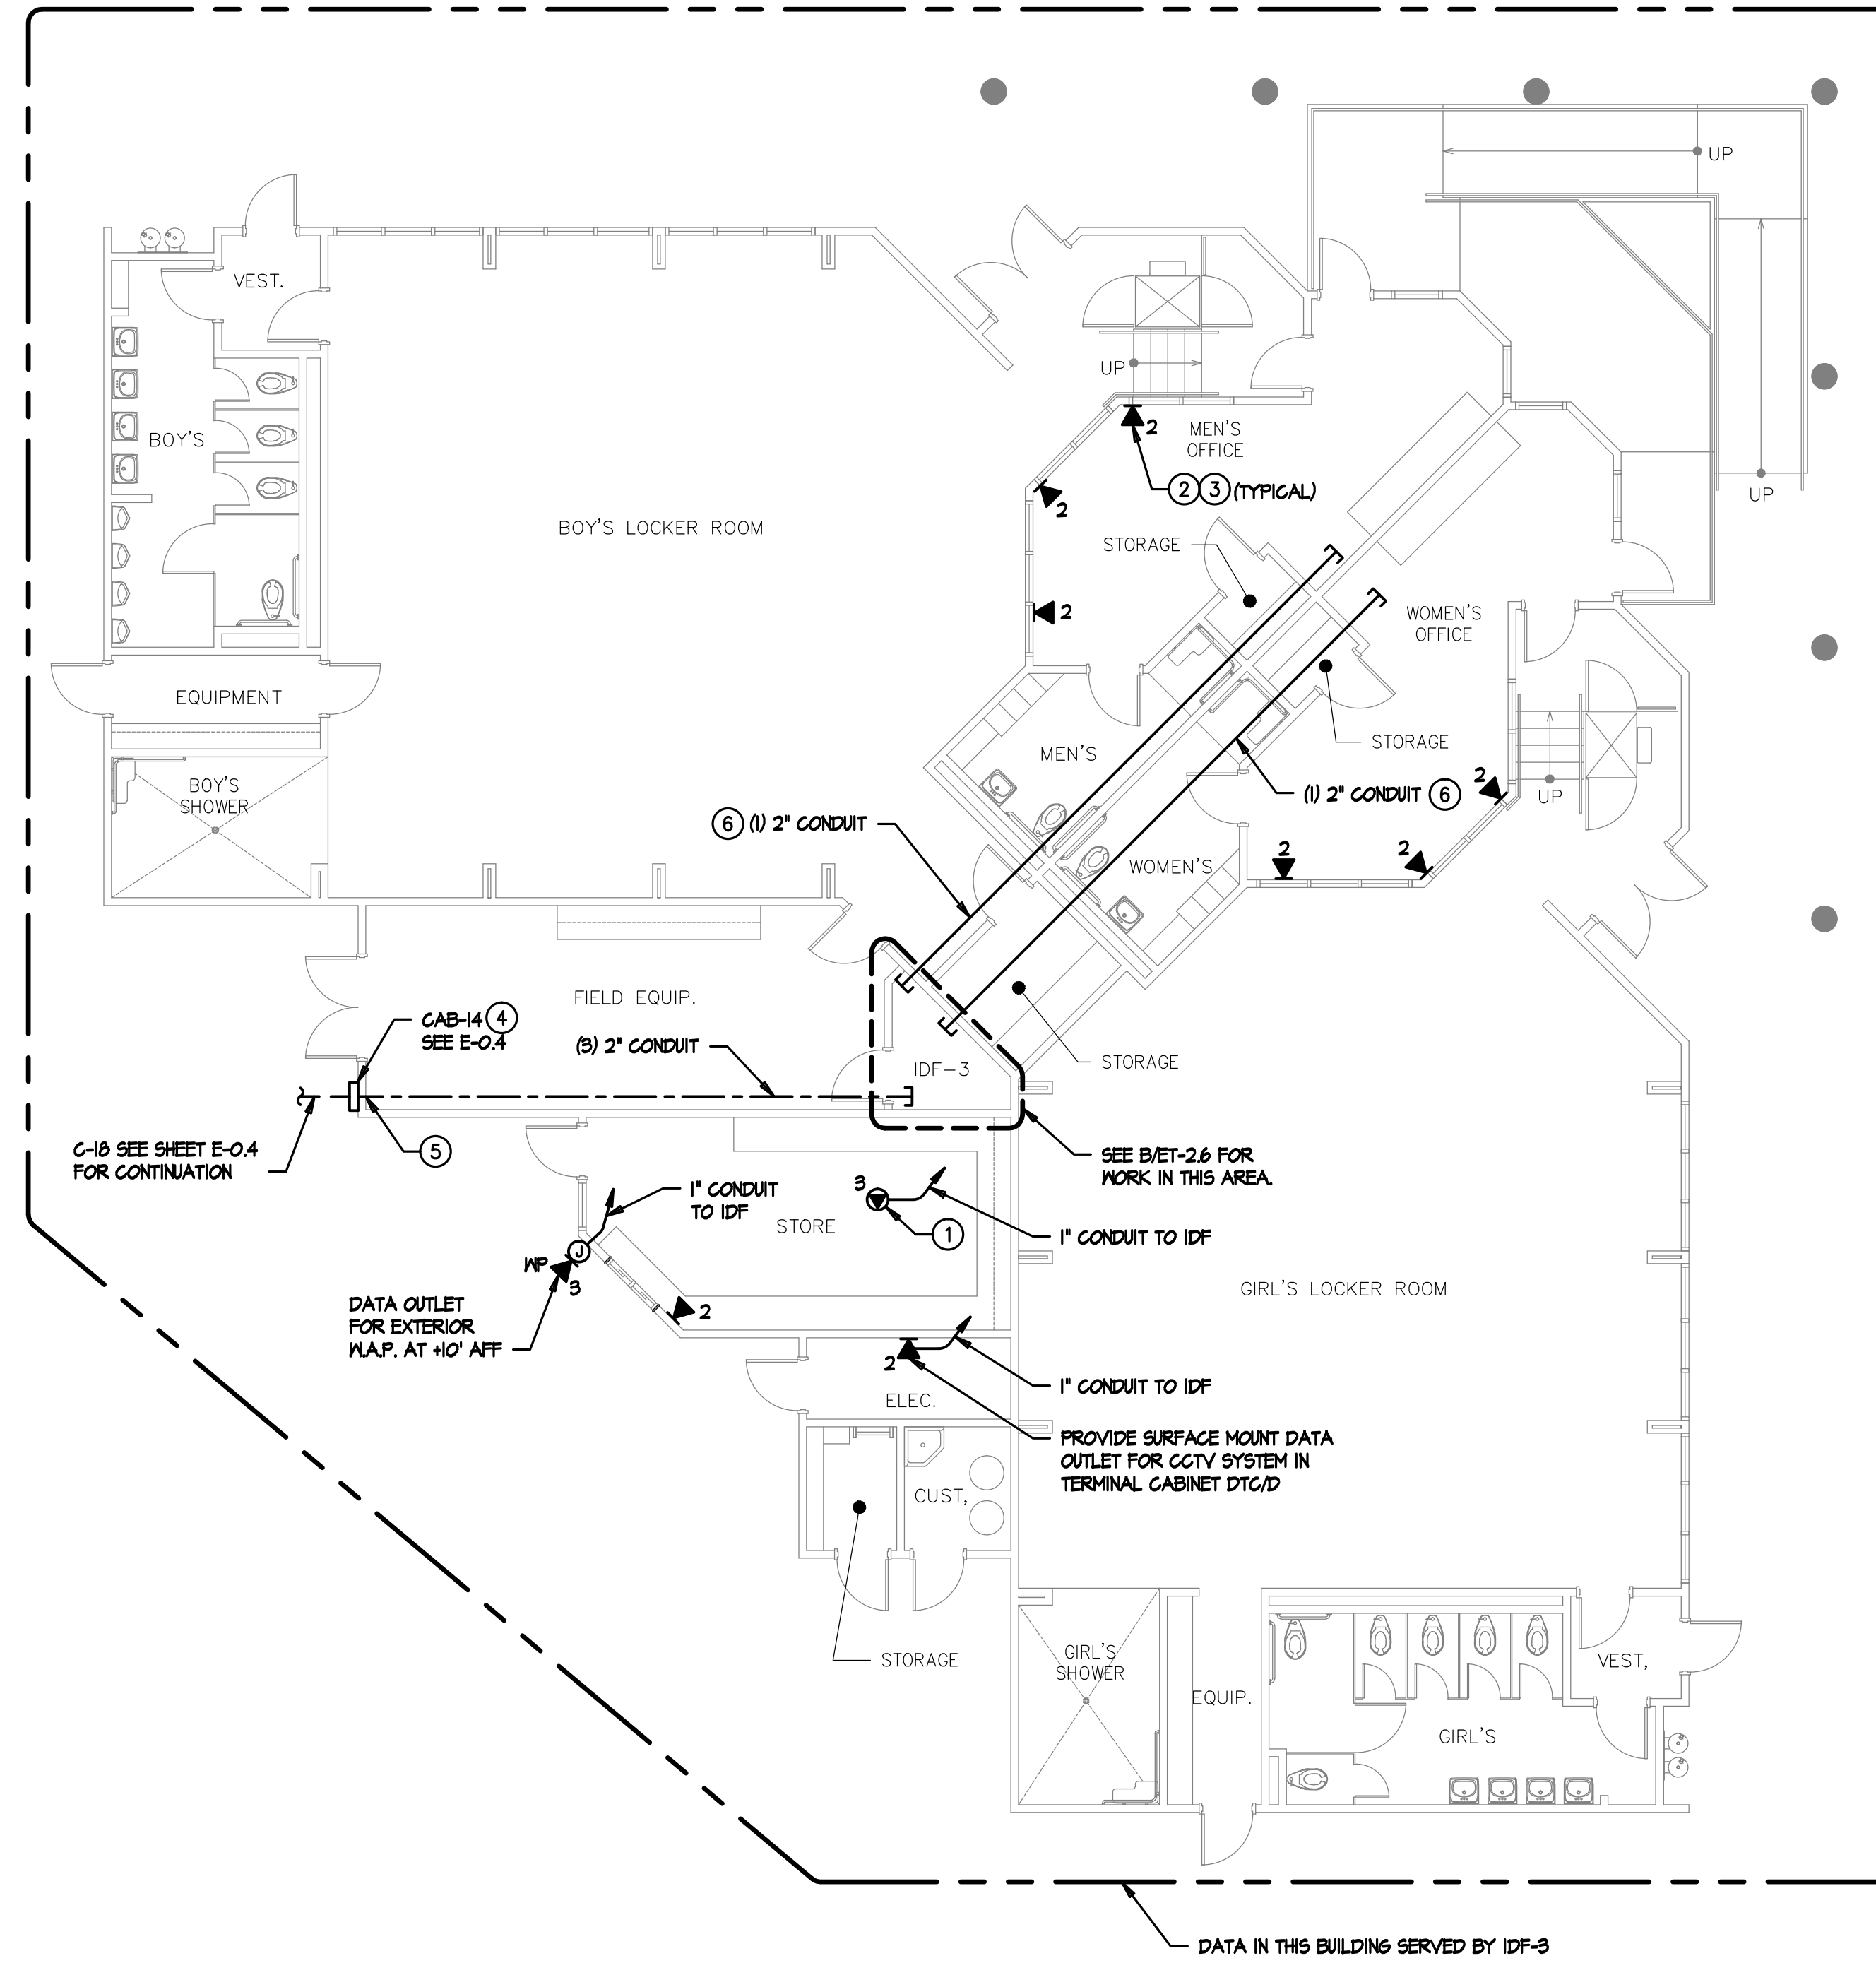 UP
VEST.
UP
BOY'S
MEN'S
OFFICE
2
2
2 3 (TYPICAL)
UP
2
BOY'S LOCKER ROOM
STORAGE
2
WOMEN'S
OFFICE
EQUIPMENT
STORAGE
MEN'S
BOY'S
SHOWER
2
(1) 2" CONDUIT 6
UP
6 (1) 2" CONDUIT
2
2
WOMEN'S
FIELD EQUIP.
CAB-14 4
SEE E-0.4
(3) 2" CONDUIT
STORAGE
IDF-3
C-18 SEE SHEET E-0.4
FOR CONTINUATION
5
SEE B/ET-2.6 FOR
WORK IN THIS AREA.
1" CONDUIT
TO IDF
3
STORE
1
1" CONDUIT TO IDF
J
WP
3
GIRL'S LOCKER ROOM
DATA OUTLET
FOR EXTERIOR
W.A.P. AT +10' AFF
2
2
1" CONDUIT TO IDF
ELEC.
PROVIDE SURFACE MOUNT DATA
OUTLET FOR CCTV SYSTEM IN
TERMINAL CABINET DTC/D
CUST,
STORAGE
GIRL'S
SHOWER
VEST,
EQUIP.
GIRL'S
DATA IN THIS BUILDING SERVED BY IDF-3